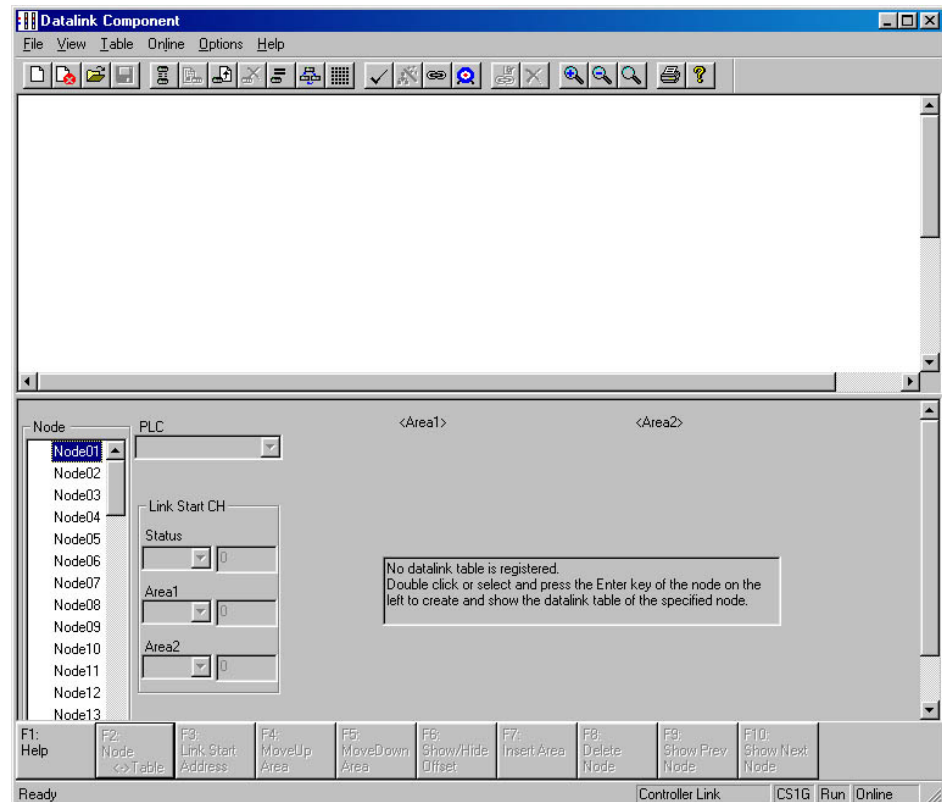 Datalink Component
File View Table Online Options Help
<Area1> <Area2>
Node
PLC
Node01
Node02
Node03
Node04
Node05
Node06
Node07
Node08
Node09
Node10
Node11
Node12
Node13
Link Start CH
Status
0
Area1
0
Area2
0
No datalink table is registered.
Double click or select and press the Enter key of the node on the
left to create and show the datalink table of the specified node.
F1:
Help
F2:
Node
<->Table
F3:
Link Start
Address
F4:
MoveUp
Area
F5:
MoveDown
Area
F6:
Show/Hide
Offset
F7:
Insert Area
F8:
Delete
Node
F9:
Show Prev
Node
F10:
Show Next
Node
Ready
Controller Link
CS1G
Run
Online